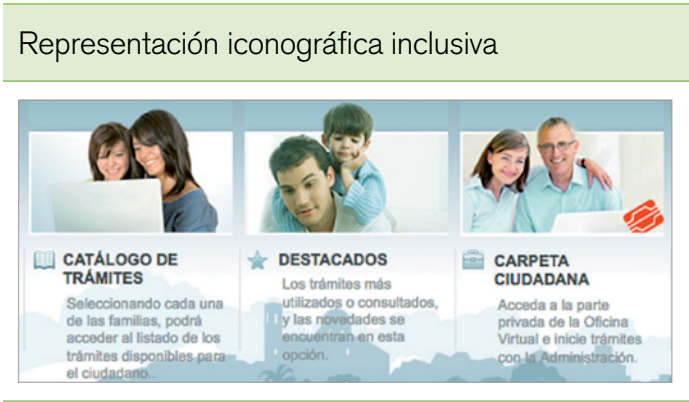 Representación iconográfica inclusiva
CATÁLOGO DE
TRÁMITES
Seleccionando cada una
de las familias, podrá
acceder al listado de los
trámites disponibles para
el ciudadano..
DESTACADOS
Los trámites más
utilizados o consultados,
y las novedades se
encuentran en esta
opción.
CARPETA
CIUDADANA
Acceda a la parte
privada de la Oficina
Virtual e inicie trámites
con la Administración.